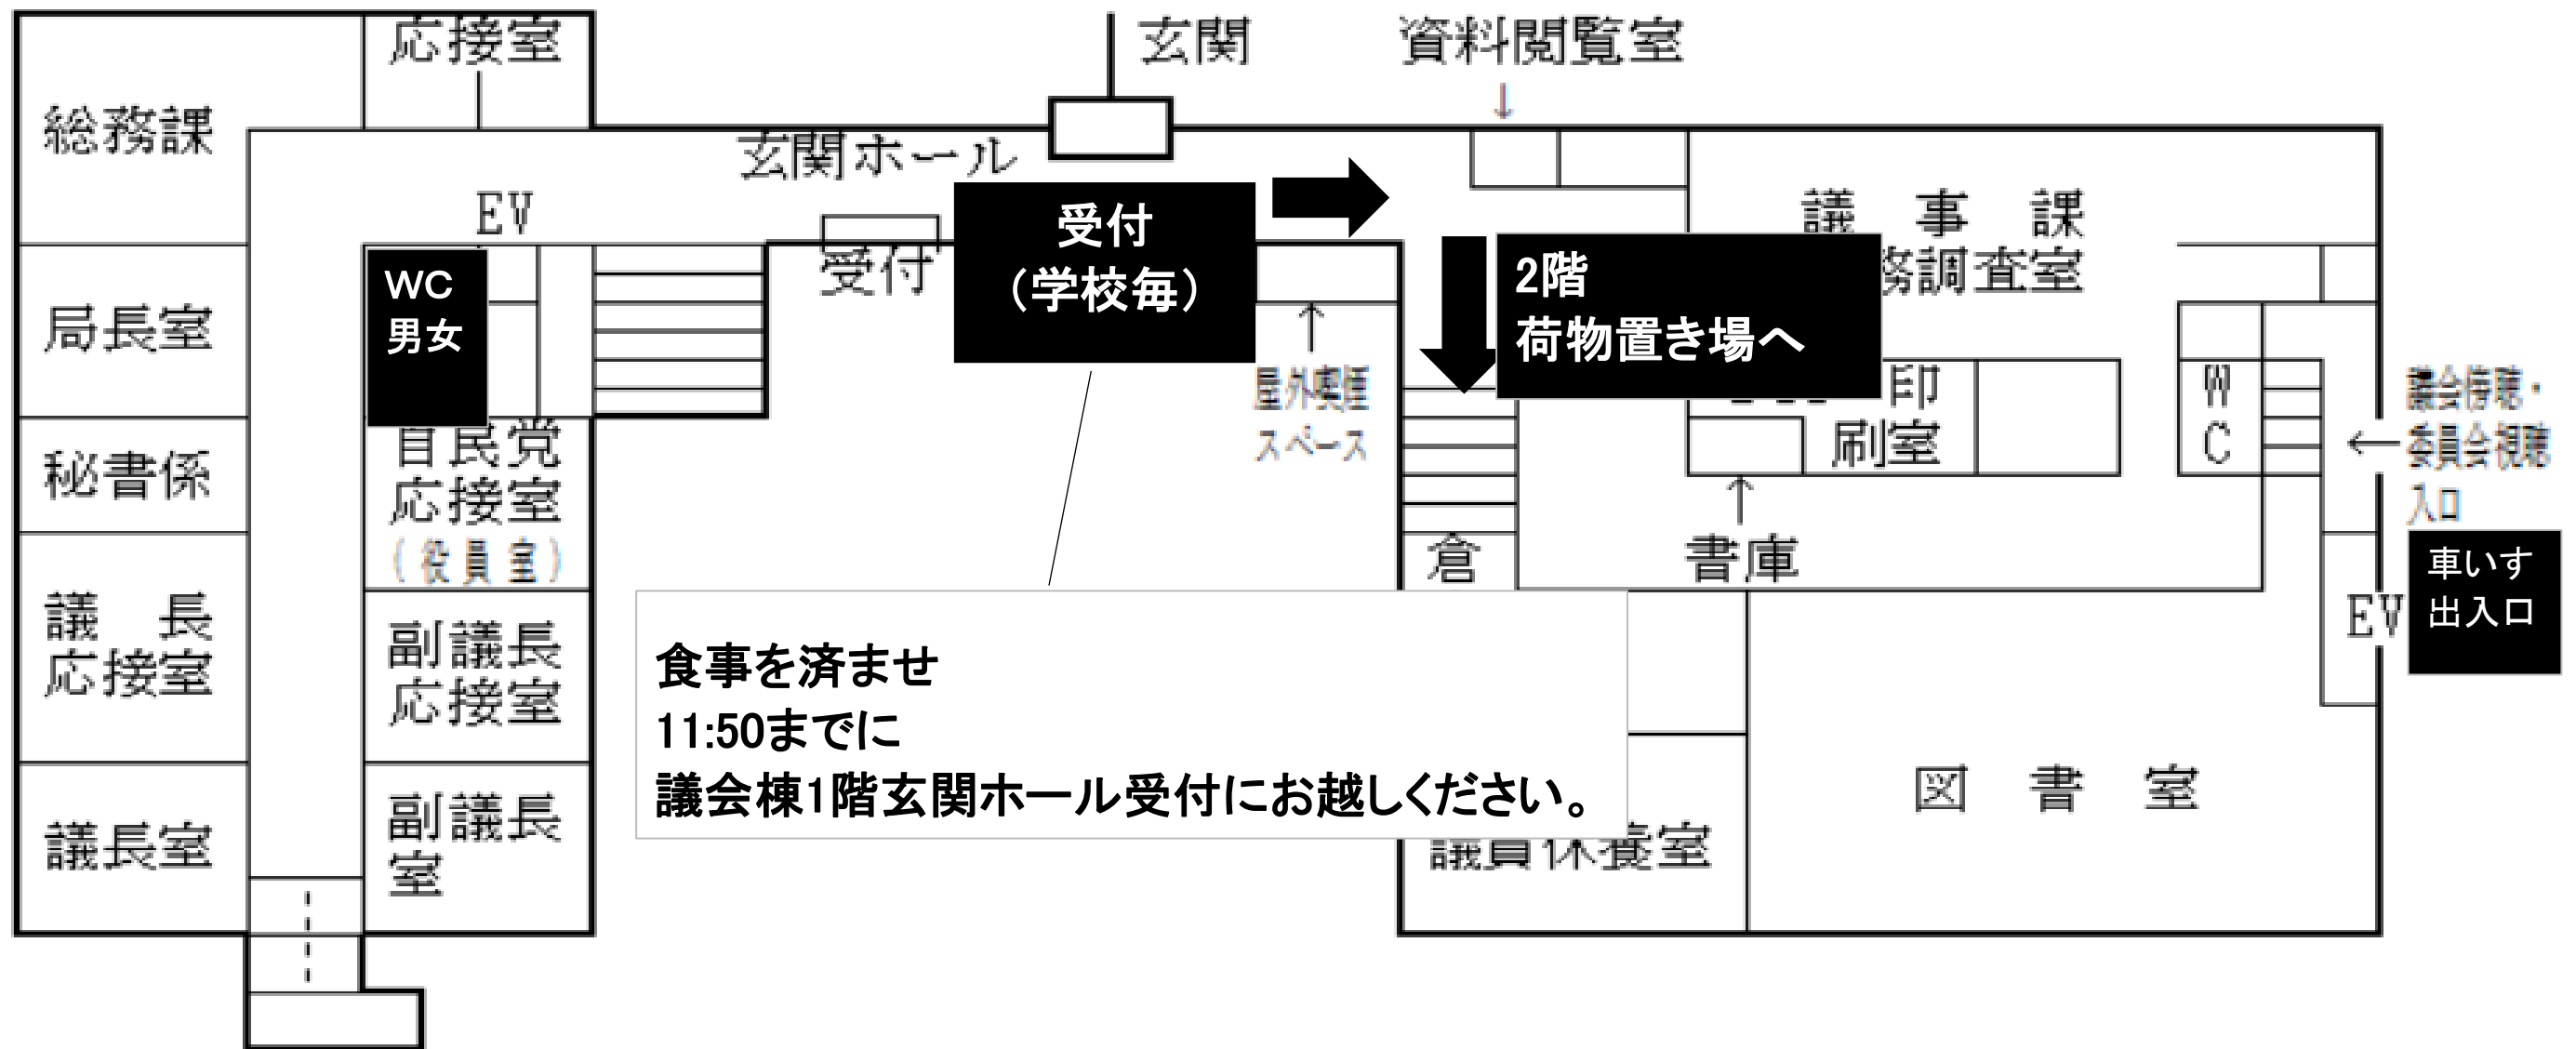 応接室
玄関
資料閲覧室
↓
総務課
玄関ホール
EV
受付
受付
（学校毎）
議 事 課
務調査室
2階
荷物置き場へ
WC
男女
局長室
↑
屋外喫煙
スペース
印
刷室
W
C
議会傍聴・
←委員会視聴
入口
秘書係
自民党
応接室
（役員室）
↑
書庫
倉
車いす
出入口
EV
議 長
応接室
副議長
応接室
食事を済ませ
11:50までに
議会棟1階玄関ホール受付にお越しください。
議長室
副議長
室
議員保養室
図 書 室